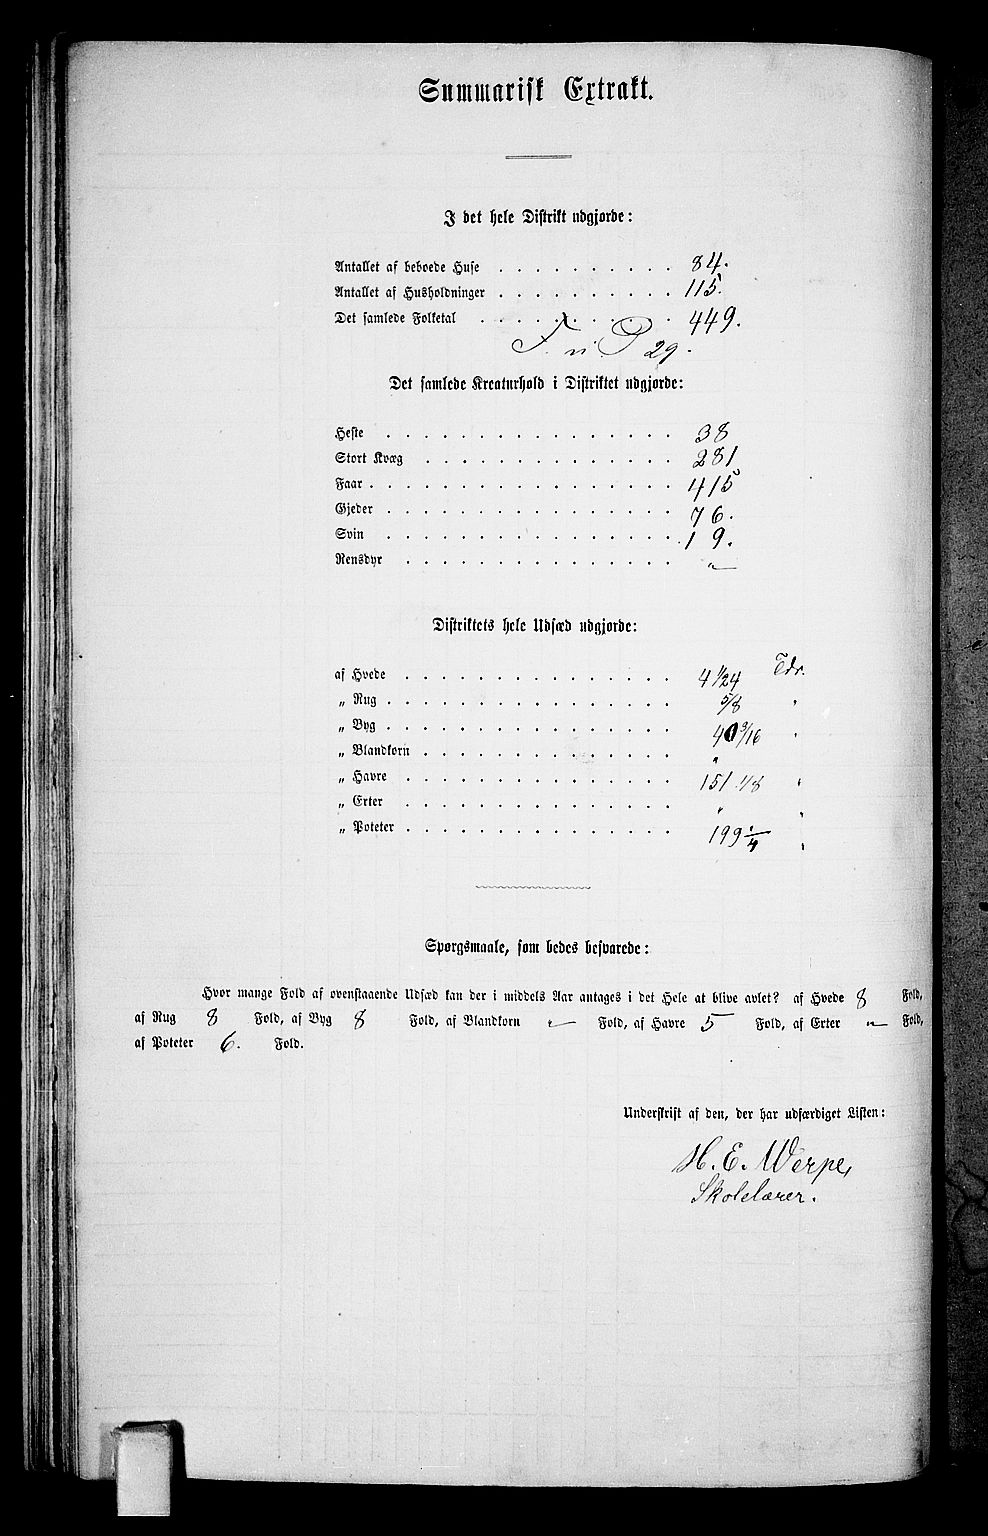 Summarisk Extrakt.
I det hele Distrikt udgjorde:
Antallet af beboede Huse . . . . . . . . . . 84.
Antallet af Husholdninger . . . . . . . . . . 115.
Det samlede Folketal . . . . . . . . . . . 449.
T. vi. P 29.
Det samlede Kreaturhold i Distriktet udgjorde:
Heste . . . . . . . . . . . . . . . . 38
Stort Kvæg . . . . . . . . . . . . . . 281
Faar . . . . . . . . . . . . . . . . . 415
Gjeder . . . . . . . . . . . . . . . . 76.
Svin . . . . . . . . . . . . . . . . 19.
Rensdyr . . . . . . . . . . . . . . . "
Distriktets hele Udsæd udgjorde:
af Hvede . . . . . . . . . . . . . . . 4 1/24 Tdr.
„ Rug . . . . . . . . . . . . . . . . 5/8 "
„ Byg . . . . . . . . . . . . . . . . 40 3/16 "
„ Blandkorn . . . . . . . . . . . . . . "
„ Havre . . . . . . . . . . . . . . . 151 1/8 "
„ Erter . . . . . . . . . . . . . . . " "
„ Poteter . . . . . . . . . . . . . . . 199 1/4 "
Spørgsmaale, som bedes besvarede:
Hvor mange Fold af ovenstaaende Udsæd kan der i middels Aar antages i det Hele at blive avlet? af Hvede 8 Fold,
af Rug 8 Fold, af Byg 8 Fold, af Blandkorn " Fold, af Havre 5 Fold, af Erter " Fold,
af Poteter 6. Fold.
Underskrift af den, der har udfærdiget Listen:
H. E. Werpe,
Skolelærer.